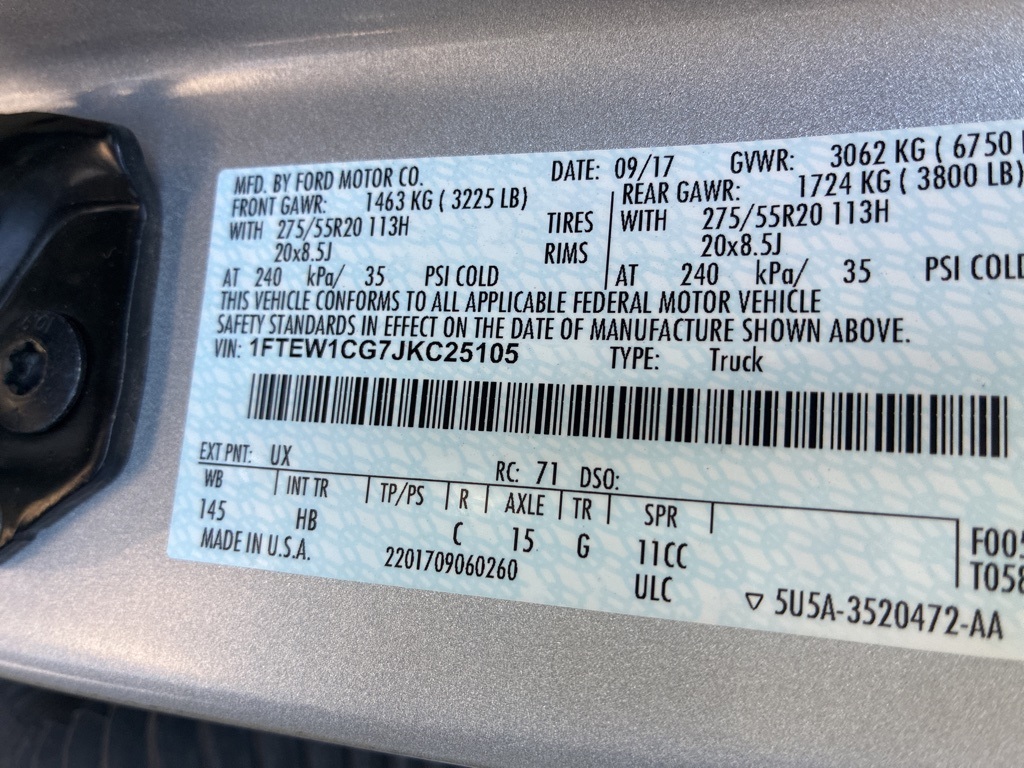 MFD. BY FORD MOTOR CO. DATE: 09/17 GVWR: 3062 KG ( 6750
FRONT GAWR: 1463 KG ( 3225 LB) REAR GAWR: 1724 KG ( 3800 LB)
WITH 275/55R20 113H TIRES WITH 275/55R20 113H
20x8.5J RIMS 20x8.5J
AT 240 kPa/ 35 PSI COLD AT 240 kPa/ 35 PSI COLD
THIS VEHICLE CONFORMS TO ALL APPLICABLE FEDERAL MOTOR VEHICLE
SAFETY STANDARDS IN EFFECT ON THE DATE OF MANUFACTURE SHOWN ABOVE.
VIN: 1FTEW1CG7JKC25105 TYPE: Truck
EXT PNT: UX RC: 71 DSO:
WB INT TR TP/PS R AXLE TR SPR
145 HB C 15 G 11CC F005
MADE IN U.S.A. 2201709060260 ULC T058
▽ 5U5A-3520472-AA